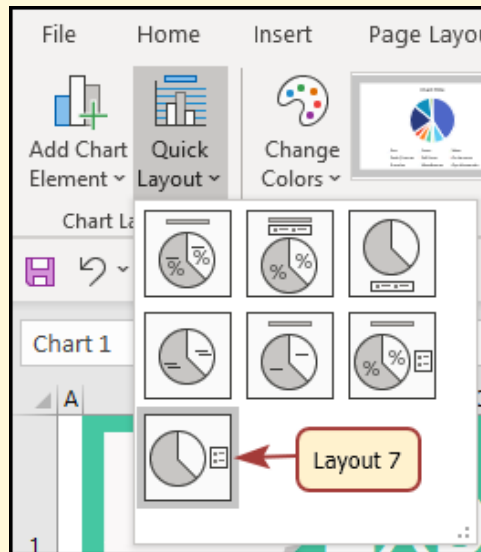 File Home Insert Page Layou
Add Chart Quick Change
Element Layout Colors
Chart La
% %
% %
% %
Chart 1
A
Layout 7
1